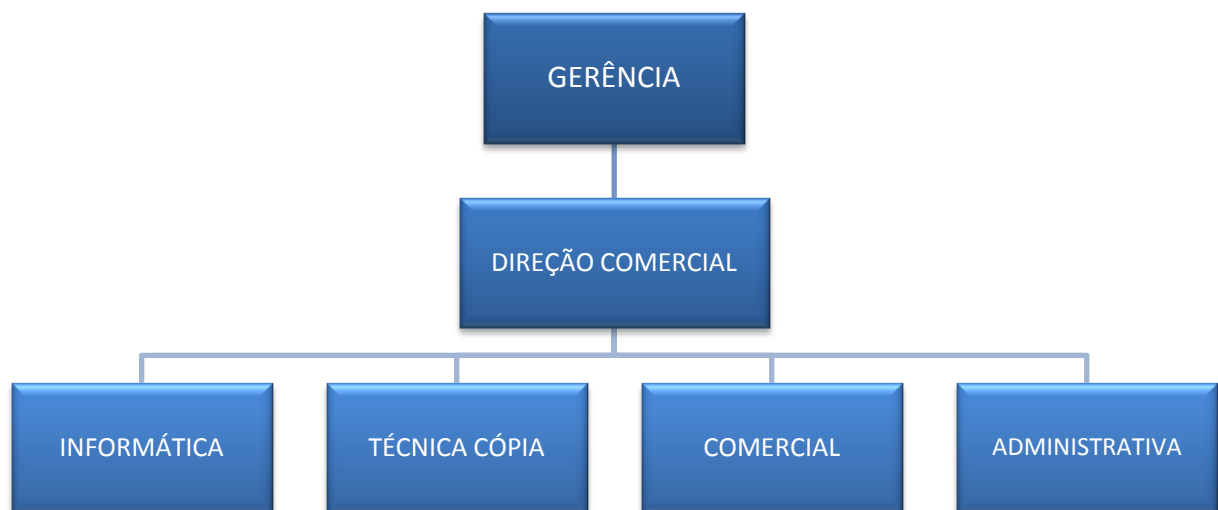 GERÊNCIA
DIREÇÃO COMERCIAL
INFORMÁTICA
TÉCNICA CÓPIA
COMERCIAL
ADMINISTRATIVA